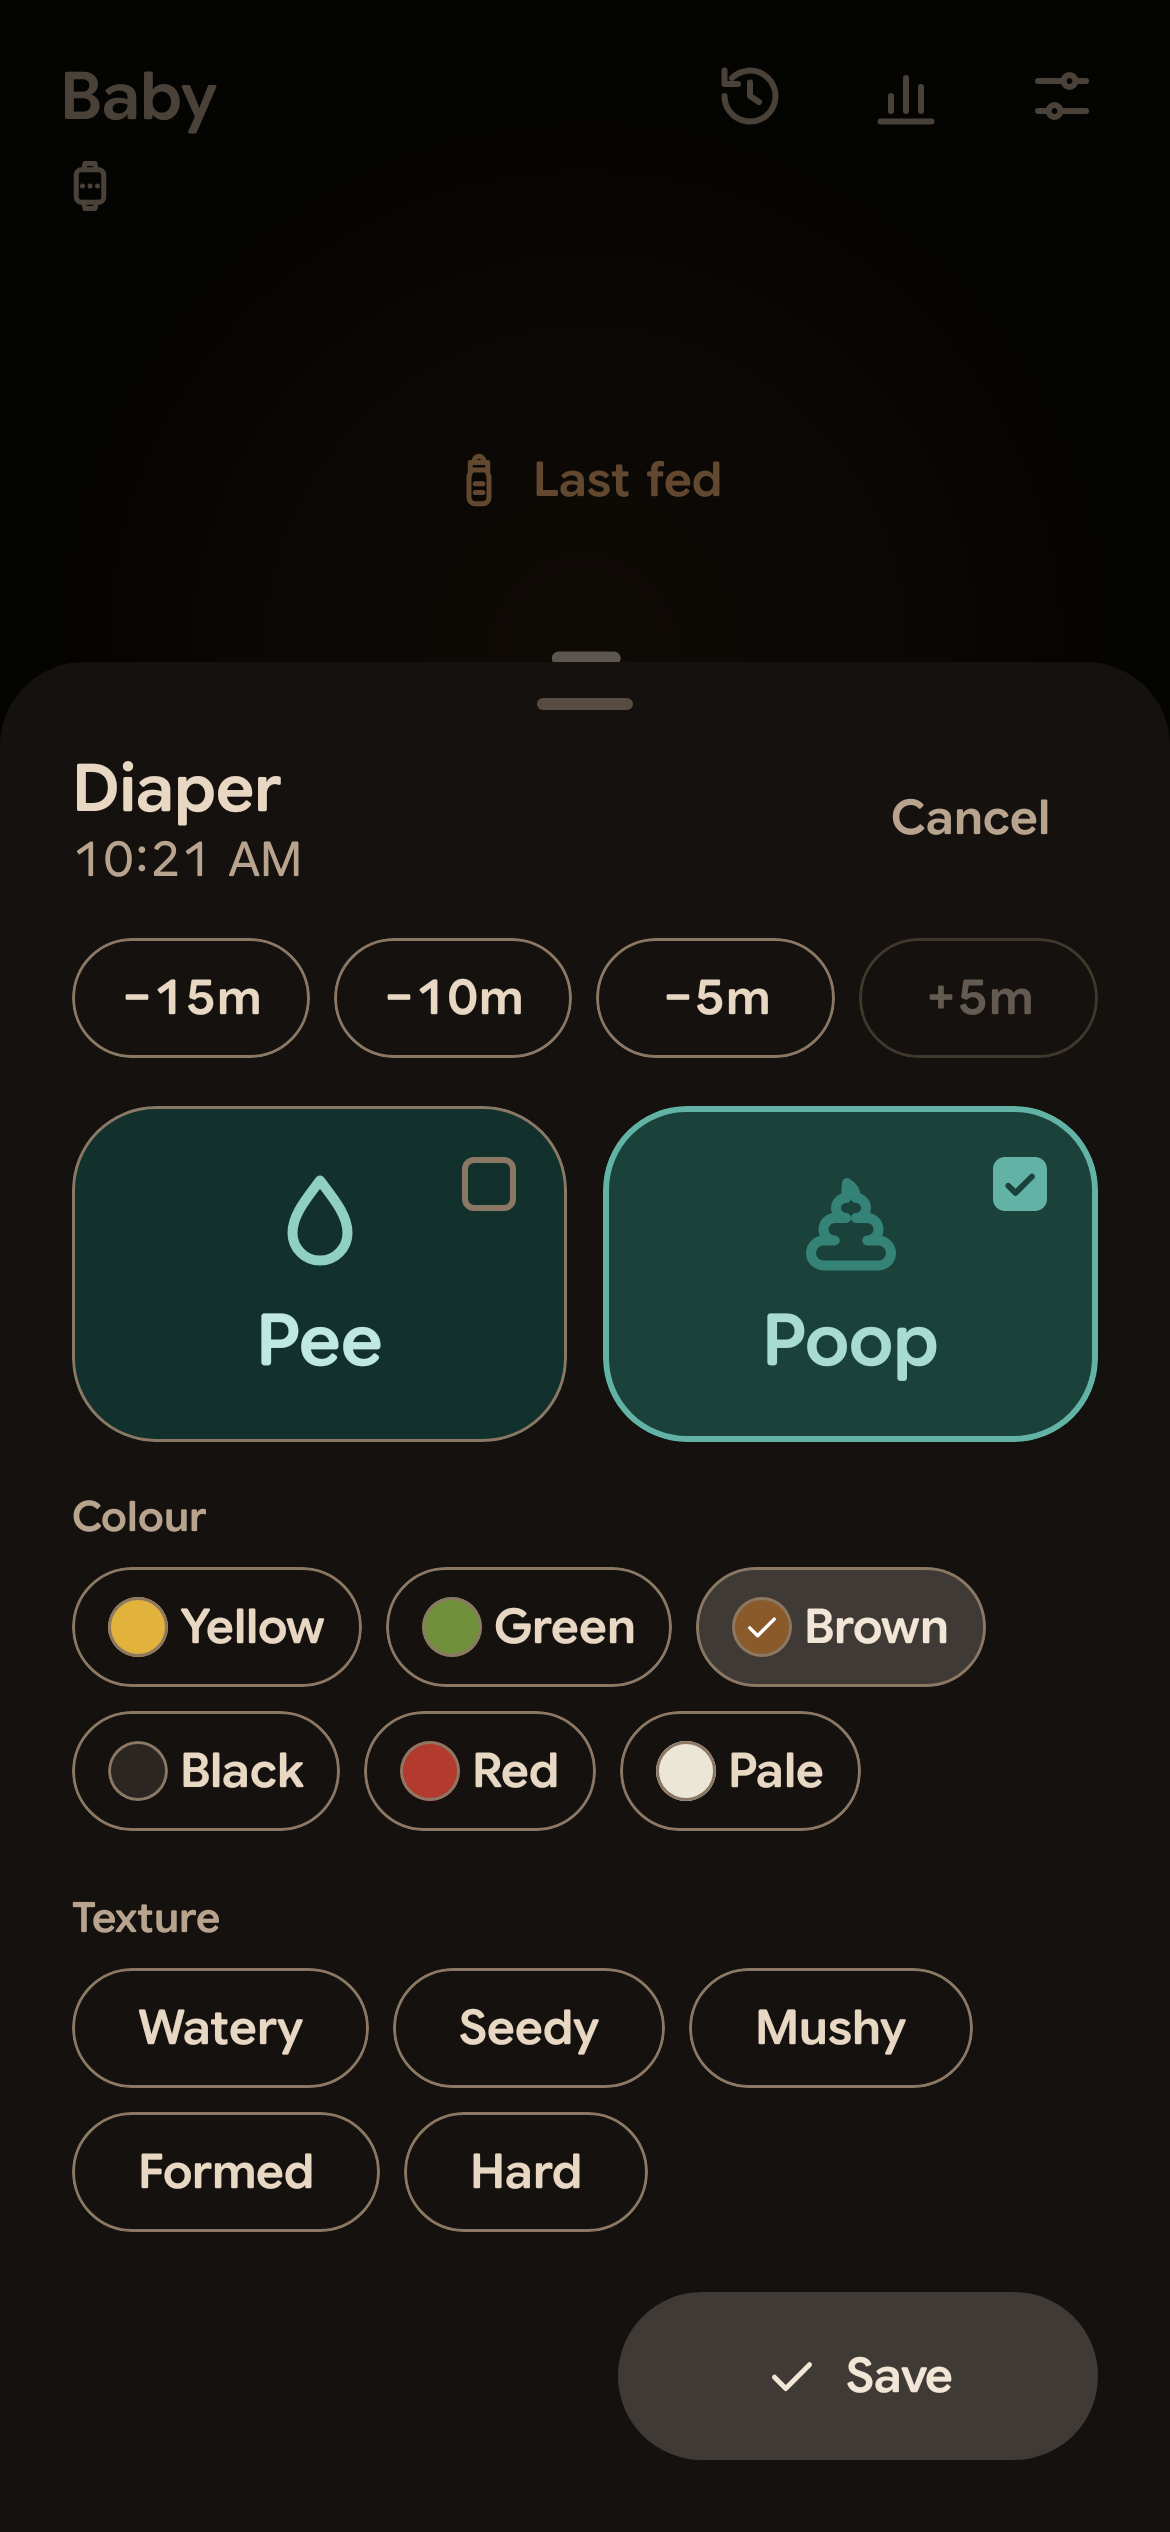 Baby
Last fed
Diaper
Cancel
10:21 AM
−15m
−10m
−5m
+5m
Pee
Poop
Colour
Yellow
Green
Brown
Black
Red
Pale
Texture
Watery
Seedy
Mushy
Formed
Hard
Save